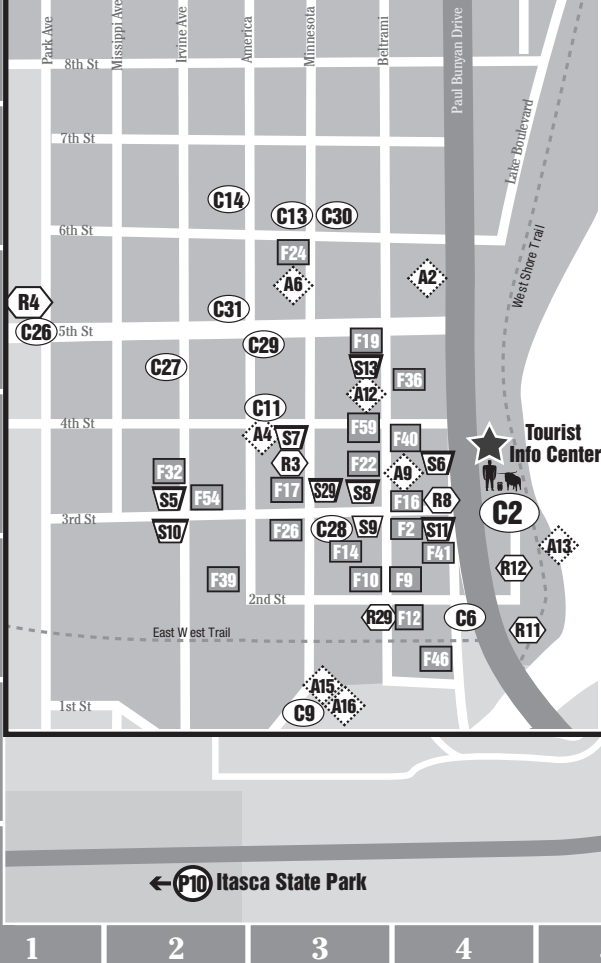 Park Ave
Missippi Ave
Irvine Ave
America
Minnesota
Beltrami
Paul Bunyan Drive
8th St
Lake Boulevard
7th St
C14
C13
C30
6th St
West Shore Trail
F24
A6
A2
R4
C31
C26
5th St
C29
F19
S13
C27
F36
A12
C11
4th St
A4
S7
F59
F40
Tourist
Info Center
R3
F22
A9
S6
F32
F17
S29
S8
S5
F54
F16
R8
C2
3rd St
S10
F26
C28
S9
F2
S11
F14
F41
A13
R12
F39
F10
F9
2nd St
R29
F12
C6
R11
East West Trail
F46
A15
A16
1st St
C9
P10
Itasca State Park
1
2
3
4